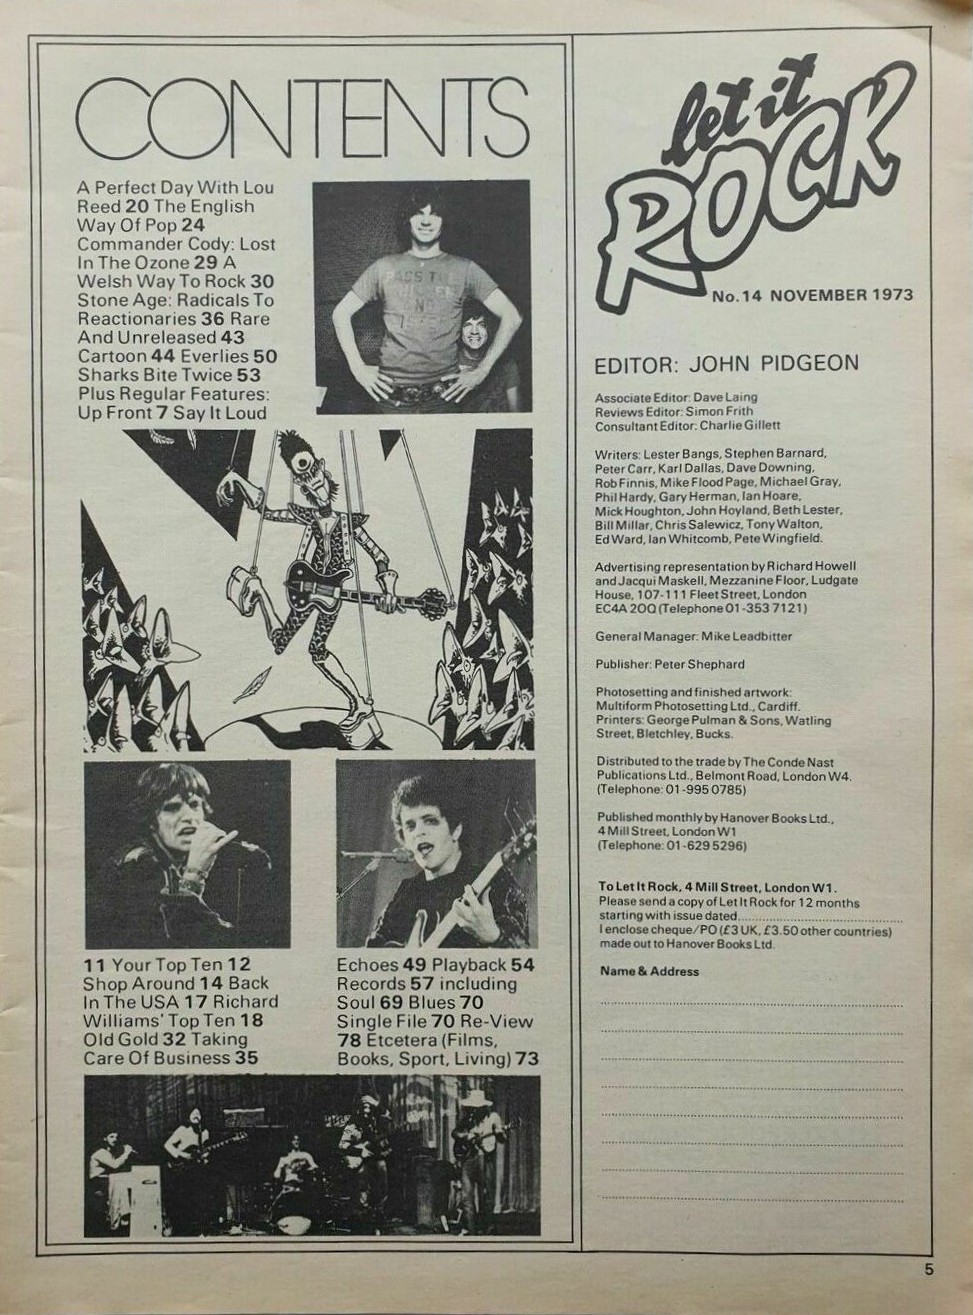 CONTENTS
A Perfect Day With Lou
Reed 20 The English
Way Of Pop 24
Commander Cody: Lost
In The Ozone 29 A
Welsh Way To Rock 30
Stone Age: Radicals To
Reactionaries 36 Rare
And Unreleased 43
Cartoon 44 Everlies 50
Sharks Bite Twice 53
Plus Regular Features:
Up Front 7 Say It Loud
11 Your Top Ten 12
Shop Around 14 Back
In The USA 17 Richard
Williams' Top Ten 18
Old Gold 32 Taking
Care Of Business 35
Echoes 49 Playback 54
Records 57 including
Soul 69 Blues 70
Single File 70 Re-View
78 Etcetera (Films,
Books, Sport, Living) 73
let it
ROCK
No.14 NOVEMBER 1973
EDITOR: JOHN PIDGEON
Associate Editor: Dave Laing
Reviews Editor: Simon Frith
Consultant Editor: Charlie Gillett
Writers: Lester Bangs, Stephen Barnard,
Peter Carr, Karl Dallas, Dave Downing,
Rob Finnis, Mike Flood Page, Michael Gray,
Phil Hardy, Gary Herman, Ian Hoare,
Mick Houghton, John Hoyland, Beth Lester,
Bill Millar, Chris Salewicz, Tony Walton,
Ed Ward, Ian Whitcomb, Pete Wingfield.
Advertising representation by Richard Howell
and Jacqui Maskell, Mezzanine Floor, Ludgate
House, 107-111 Fleet Street, London
EC4A 2OQ (Telephone 01-353 7121)
General Manager: Mike Leadbitter
Publisher: Peter Shephard
Photosetting and finished artwork:
Multiform Photosetting Ltd., Cardiff.
Printers: George Pulman & Sons, Watling
Street, Bletchley, Bucks.
Distributed to the trade by The Conde Nast
Publications Ltd., Belmont Road, London W4.
(Telephone: 01-995 0785)
Published monthly by Hanover Books Ltd.,
4 Mill Street, London W1
(Telephone: 01-629 5296)
To Let It Rock, 4 Mill Street, London W1.
Please send a copy of Let It Rock for 12 months
starting with issue dated
I enclose cheque/PO (£3 UK, £3.50 other countries)
made out to Hanover Books Ltd.
Name & Address
5